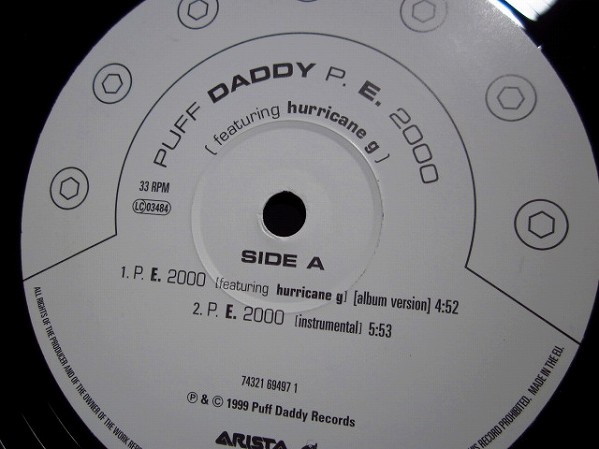 PUFF DADDY P. E. 2000
( featuring hurricane g )
33 RPM
LC 03484
SIDE A
1. P. E. 2000 [featuring hurricane g] [album version] 4:52
2. P. E. 2000 [instrumental] 5:53
74321 69497 1
℗ & © 1999 Puff Daddy Records
ARISTA
ALL RIGHTS OF THE PRODUCER AND OF THE OWNER OF THE WORK
THIS RECORD PROHIBITED. MADE IN THE EU.